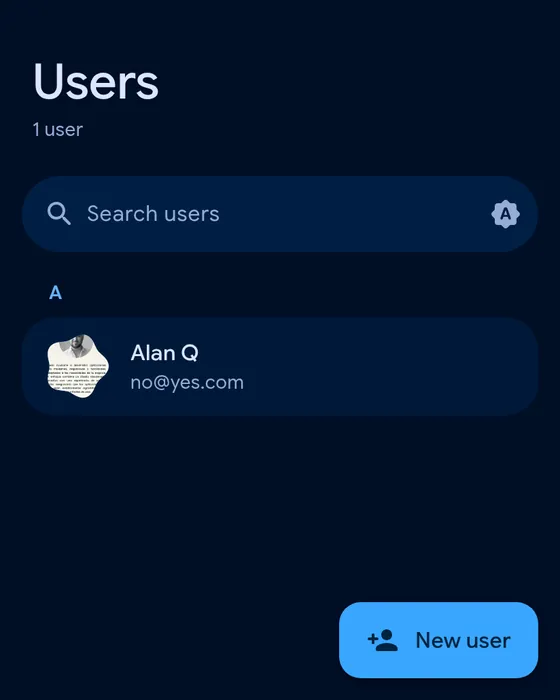 Users
1 user
Search users
A
A
Alan Q
no@yes.com
New user